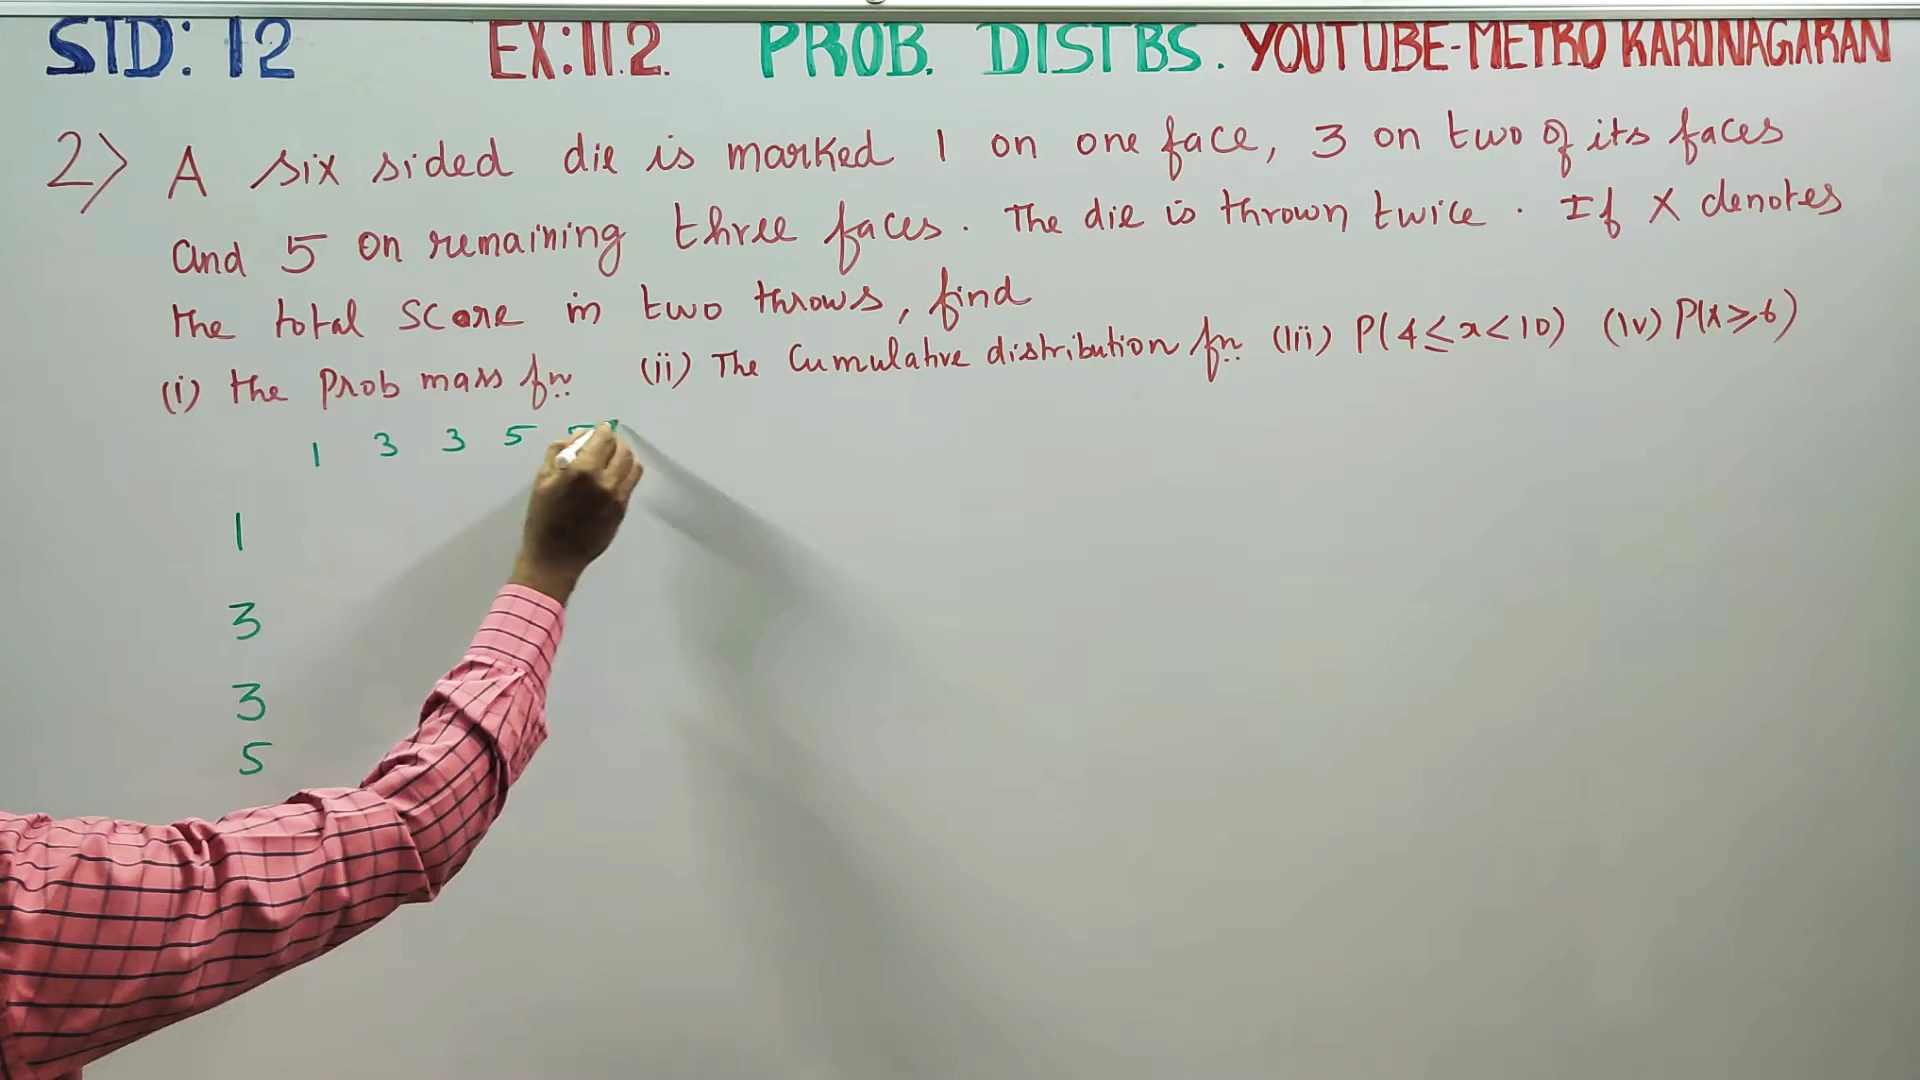 STD: 12 EX:11.2. PROB. DISTBS. YOUTUBE-METRO KARUNAGARAN
2) A six sided die is marked 1 on one face, 3 on two of its faces
and 5 on remaining three faces. The die is thrown twice. If X denotes
the total score in two throws, find
(i) the Prob mass fn (ii) The Cumulative distribution fn (iii) P(4≤x<10) (iv) P(X≥6)
1 3 3 5
1
3
3
5